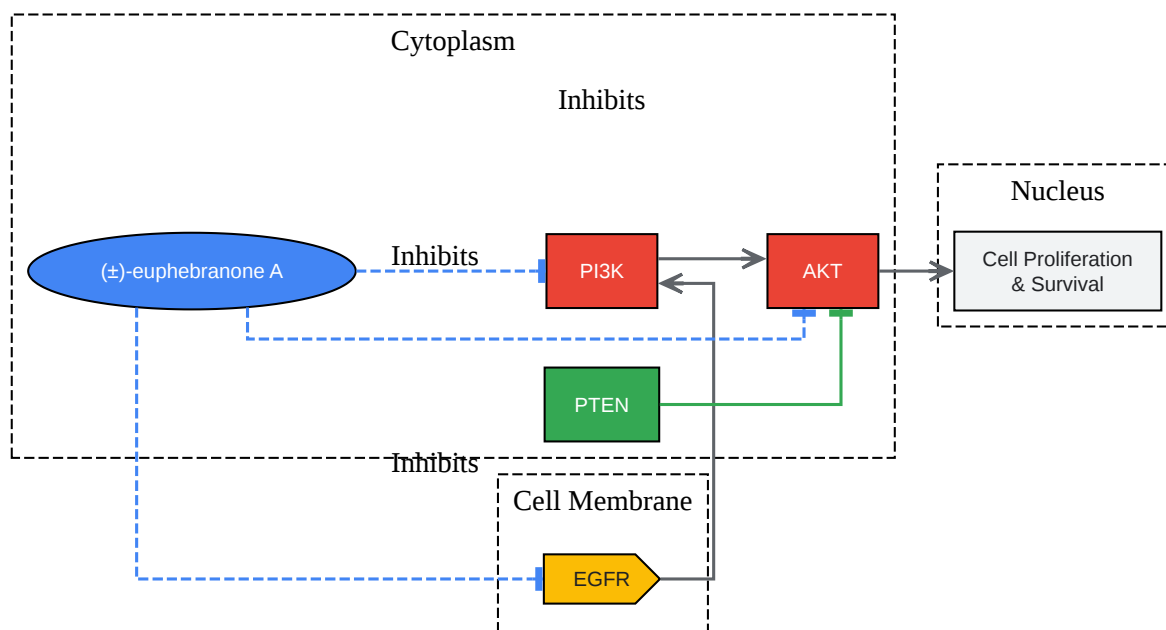 Cytoplasm
Inhibits
Nucleus
Inhibits
(±)-euphebranone A
PI3K
AKT
Cell Proliferation
& Survival
PTEN
Inhibits
Cell Membrane
EGFR